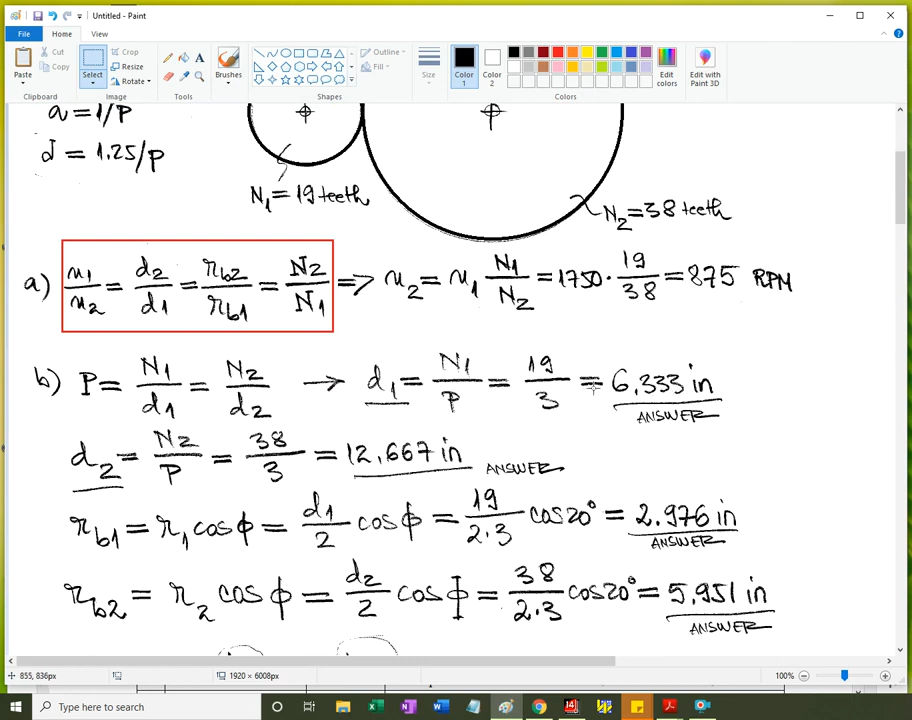 Untitled - Paint
File Home View
Paste Cut Copy Select Crop Resize Rotate Brushes Outline Fill Size Color 1 Color 2 Edit colors Edit with Paint 3D
Clipboard Image Tools Shapes Colors
a = 1/P
d = 1.25/P
N1 = 19 teeth
N2 = 38 teeth
a) n1/n2 = d2/d1 = rb2/rb1 = N2/N1 => n2 = n1 N1/N2 = 1750 · 19/38 = 875 RPM
b) P = N1/d1 = N2/d2 → d1 = N1/P = 19/3 = 6.333 in
ANSWER
d2 = N2/P = 38/3 = 12.667 in ANSWER
rb1 = r1 cos ϕ = d1/2 cos ϕ = 19/2·3 cos20° = 2.976 in
ANSWER
rb2 = r2 cos ϕ = d2/2 cos ϕ = 38/2·3 cos20° = 5.951 in
ANSWER
855, 836px 1920 × 6008px 100%
Type here to search